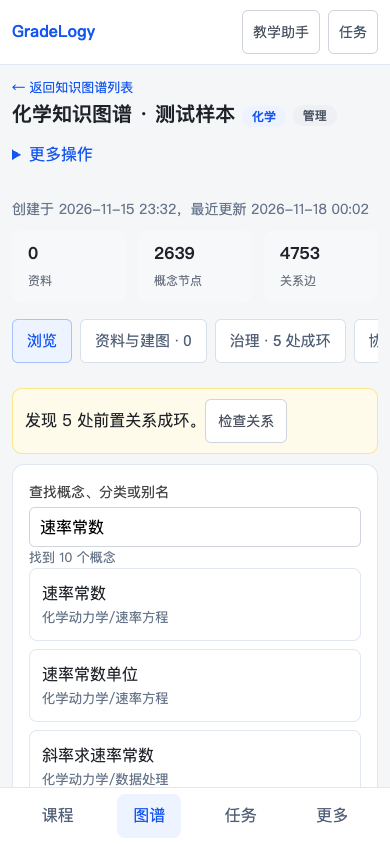 GradeLogy
教学助手
任务
← 返回知识图谱列表
化学知识图谱 · 测试样本
化学
管理
▶ 更多操作
创建于 2026-11-15 23:32，最近更新 2026-11-18 00:02
0
资料
2639
概念节点
4753
关系边
浏览
资料与建图 · 0
治理 · 5 处成环
发现 5 处前置关系成环。
检查关系
查找概念、分类或别名
速率常数
找到 10 个概念
速率常数
化学动力学/速率方程
速率常数单位
化学动力学/速率方程
斜率求速率常数
化学动力学/数据处理
课程
图谱
任务
更多